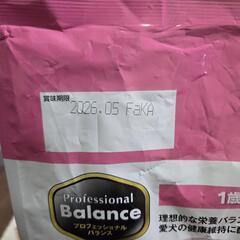 賞味期限
2026.05 FaKA
Professional
Balance
プロフェッショナル
バランス
1歳
理想的な栄養バラン
愛犬の健康維持に